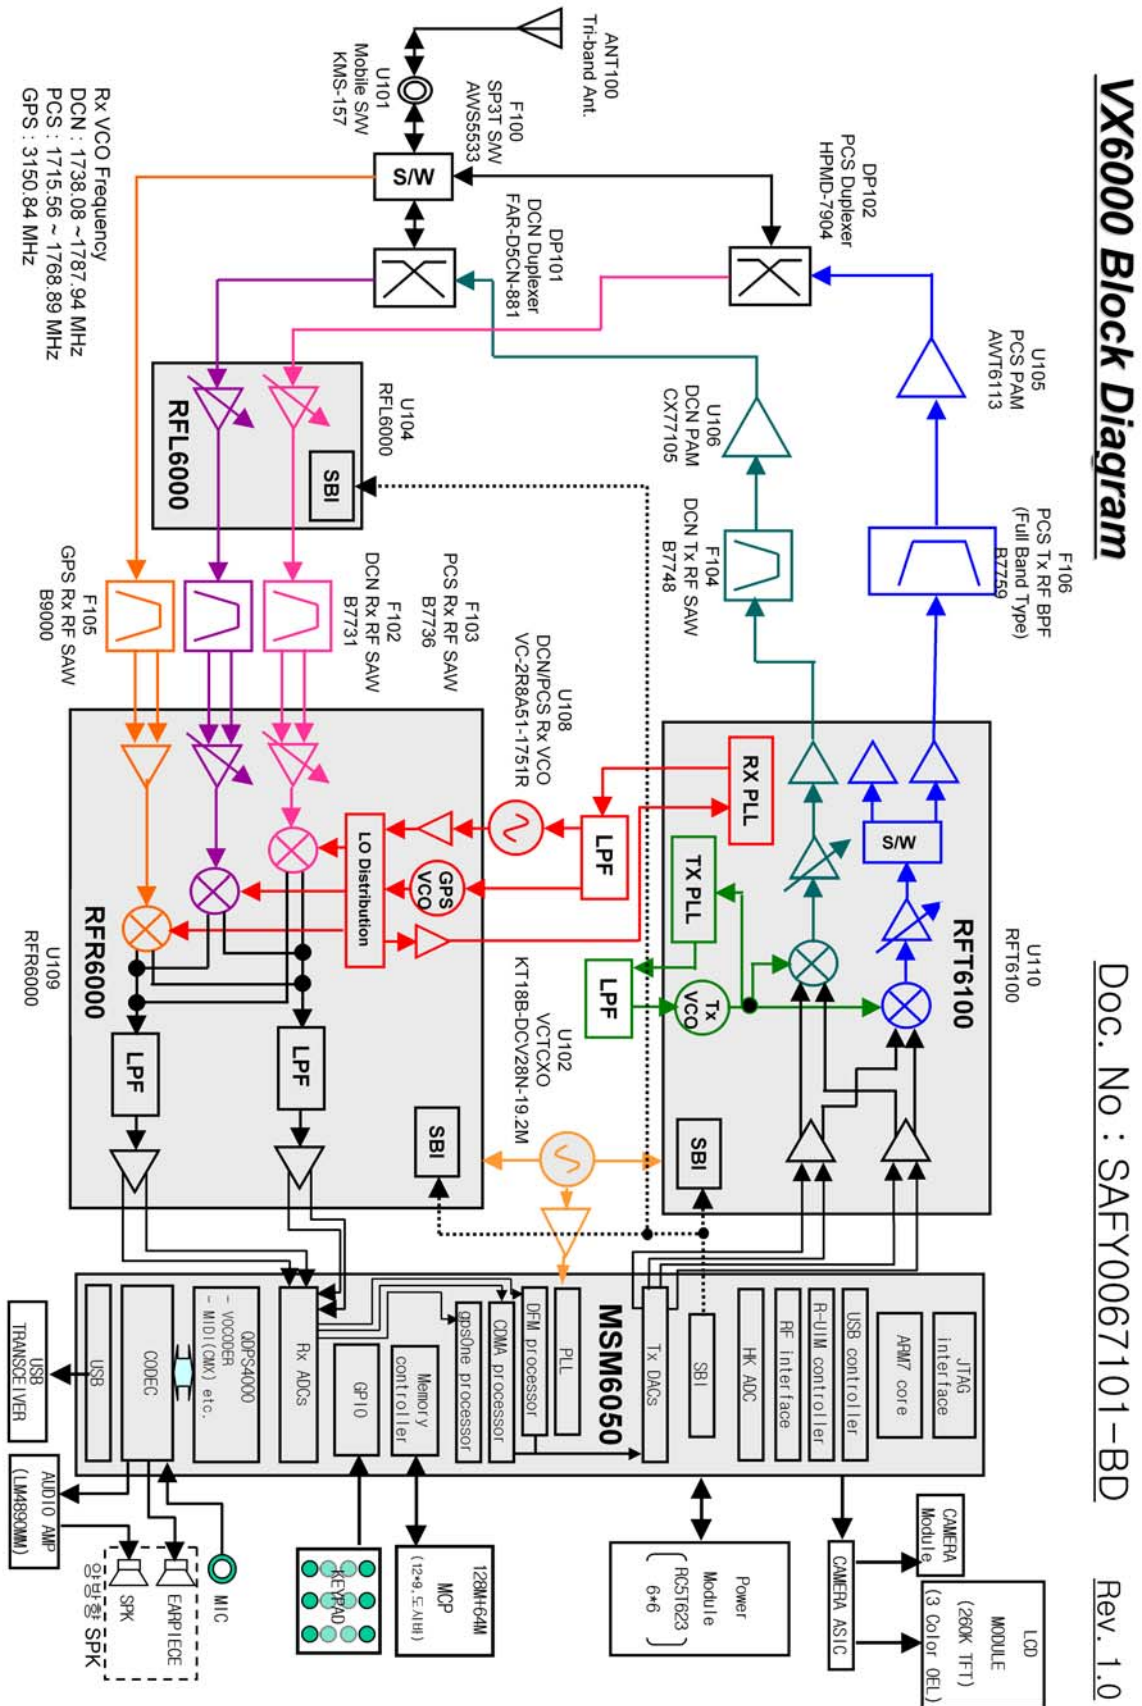 VX6000 Block Diagram
Doc. No : SAFY0067101-BD
Rev. 1.0
ANT100
Tri-band Ant.
U101
Mobile S/W
KMS-157
F100
SP3T S/W
AWS5533
S/W
DP102
PCS Duplexer
HPMD-7904
DP101
DCN Duplexer
FAR-D5CN-881
Rx VCO Frequency
DCN : 1738.08 ~1787.94 MHz
PCS : 1715.56 ~ 1768.89 MHz
GPS : 3150.84 MHz
U105
PCS PAM
AWT6113
U106
DCN PAM
CX77105
U104
RFL6000
SBI
RFL6000
F106
PCS Tx RF BPF
(Full Band Type)
B7759
F104
DCN Tx RF SAW
B7748
F103
PCS Rx RF SAW
B7736
F102
DCN Rx RF SAW
B7731
F105
GPS Rx RF SAW
B9000
U108
DCN/PCS Rx VCO
VC-2R8A51-1751R
RX PLL
LPF
S/W
TX PLL
LO Distribution
GPS
VCO
RFT6100
U110
RFT6100
LPF
Tx
VCO
RFR6000
U109
RFR6000
LPF
LPF
U102
VCTCXO
KT18B-DCV28N-19.2M
SBI
SBI
MSM6050
JTAG
interface
ARM7 core
USB controller
R-UIM controller
RF interface
HK ADC
SBI
Tx DACs
PLL
DFM processor
CDMA processor
gpsOne processor
Memory
controller
GPIO
Rx ADCs
QDPS4000
- VOCODER
- MIDI(CMX) etc.
CODEC
USB
USB
TRANSCEIVER
AUDIO AMP
(LM4890MM)
SPK
EARPIECE
양방향 SPK
MIC
KEYPAD
128M+64M
MCP
(12*9,도시바)
Power
Module
RC5T623
6*6
CAMERA ASIC
CAMERA
Module
LCD
MODULE
(260K TFT)
(3 Color OEL)